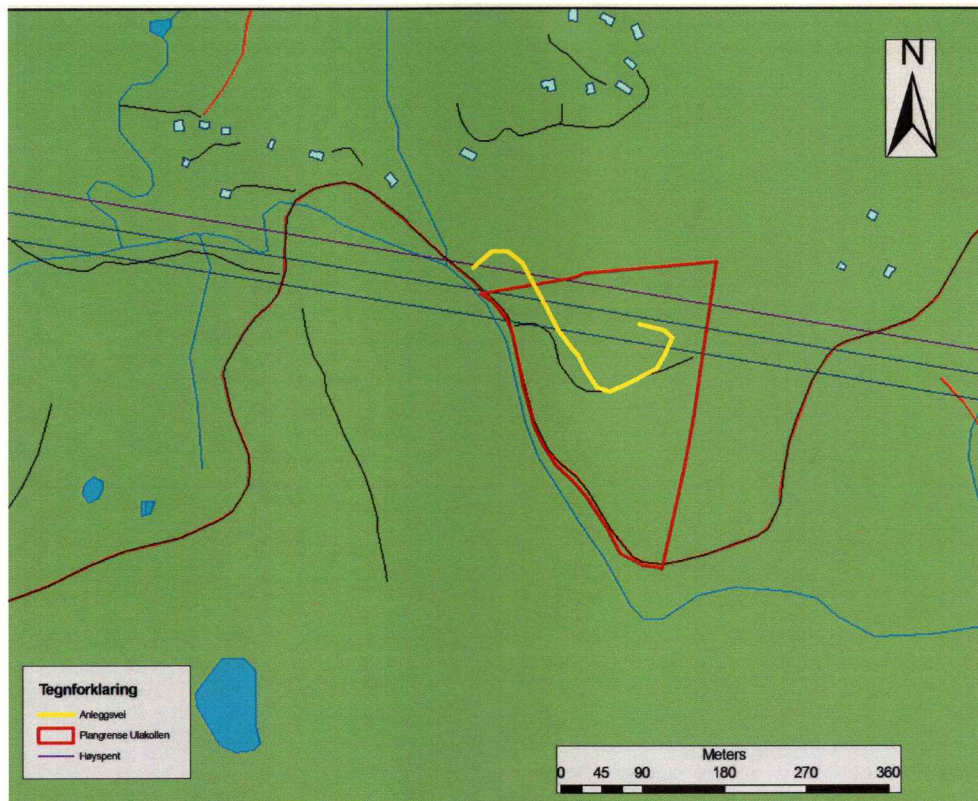 N
Tegnforklaring
Anleggsvei
Plangrense Ulakollen
Høyspent
Meters
0 45 90 180 270 360